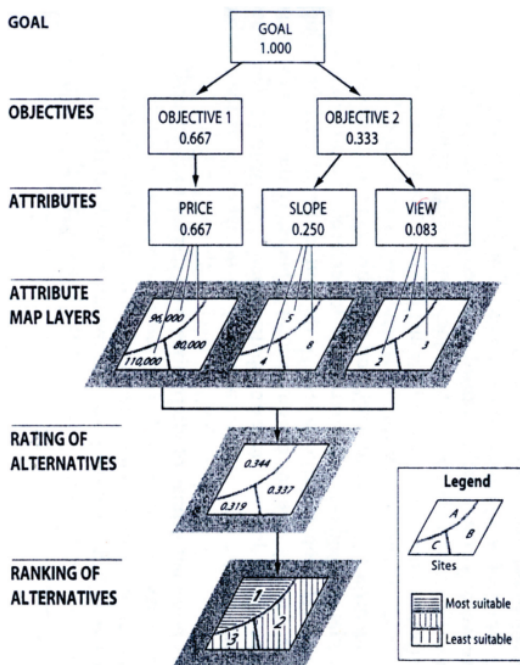 GOAL
GOAL
1.000
OBJECTIVES
OBJECTIVE 1
0.667
OBJECTIVE 2
0.333
ATTRIBUTES
PRICE
0.667
SLOPE
0.250
VIEW
0.083
ATTRIBUTE
MAP LAYERS
96,000
80,000
110,000
5
8
4
1
3
2
RATING OF
ALTERNATIVES
0.344
0.337
0.319
RANKING OF
ALTERNATIVES
1
2
3
Legend
A
B
C
Sites
Most suitable
Least suitable